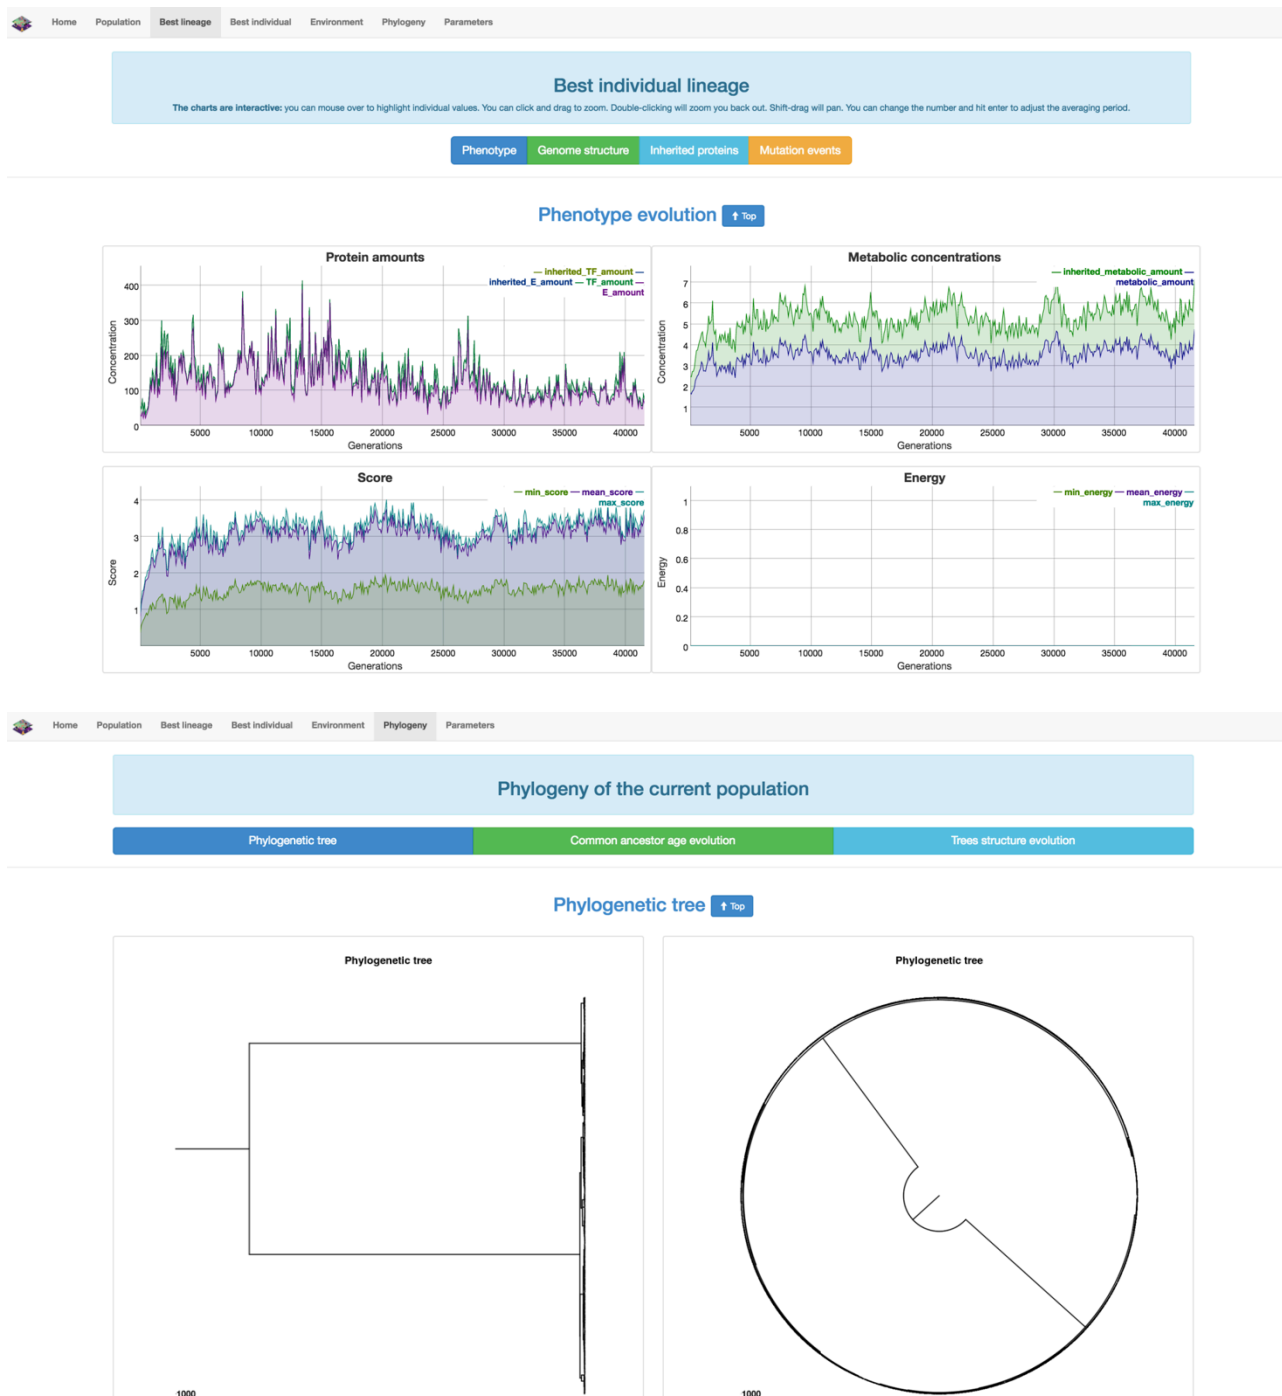 Home Population Best lineage Best individual Environment Phylogeny Parameters
Best individual lineage
The charts are interactive: you can mouse over to highlight individual values. You can click and drag to zoom. Double-clicking will zoom you back out. Shift-drag will pan. You can change the number and hit enter to adjust the averaging period.
Phenotype Genome structure Inherited proteins Mutation events
Phenotype evolution Top
Protein amounts
inherited_TF_amount
inherited_E_amount TF_amount
E_amount
400
300
200
100
0
Concentration
5000 10000 15000 20000 25000 30000 35000 40000
Generations
Metabolic concentrations
inherited_metabolic_amount
metabolic_amount
7
6
5
4
3
2
1
Concentration
5000 10000 15000 20000 25000 30000 35000 40000
Generations
Score
min_score mean_score
max_score
4
3
2
1
Score
5000 10000 15000 20000 25000 30000 35000 40000
Generations
Energy
min_energy mean_energy
max_energy
1
0.8
0.6
0.4
0.2
0
Energy
5000 10000 15000 20000 25000 30000 35000 40000
Generations
Home Population Best lineage Best individual Environment Phylogeny Parameters
Phylogeny of the current population
Phylogenetic tree Common ancestor age evolution Trees structure evolution
Phylogenetic tree Top
Phylogenetic tree
1000
Phylogenetic tree
1000